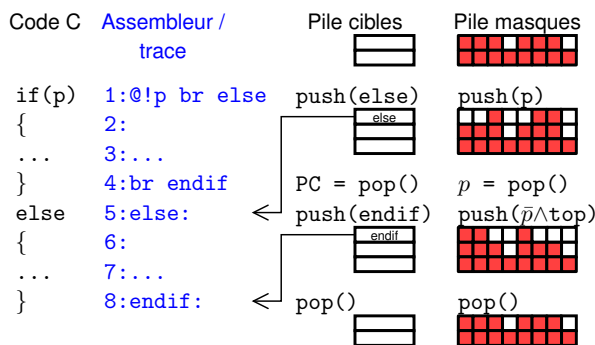 Code C Assembleur / Pile cibles Pile masques
trace
if(p) 1:@!p br else push(else) push(p)
{ 2: else
... 3:...
} 4:br endif PC = pop() p = pop()
else 5:else: push(endif) push(p̄∧top)
{ 6: endif
... 7:...
} 8:endif: pop() pop()